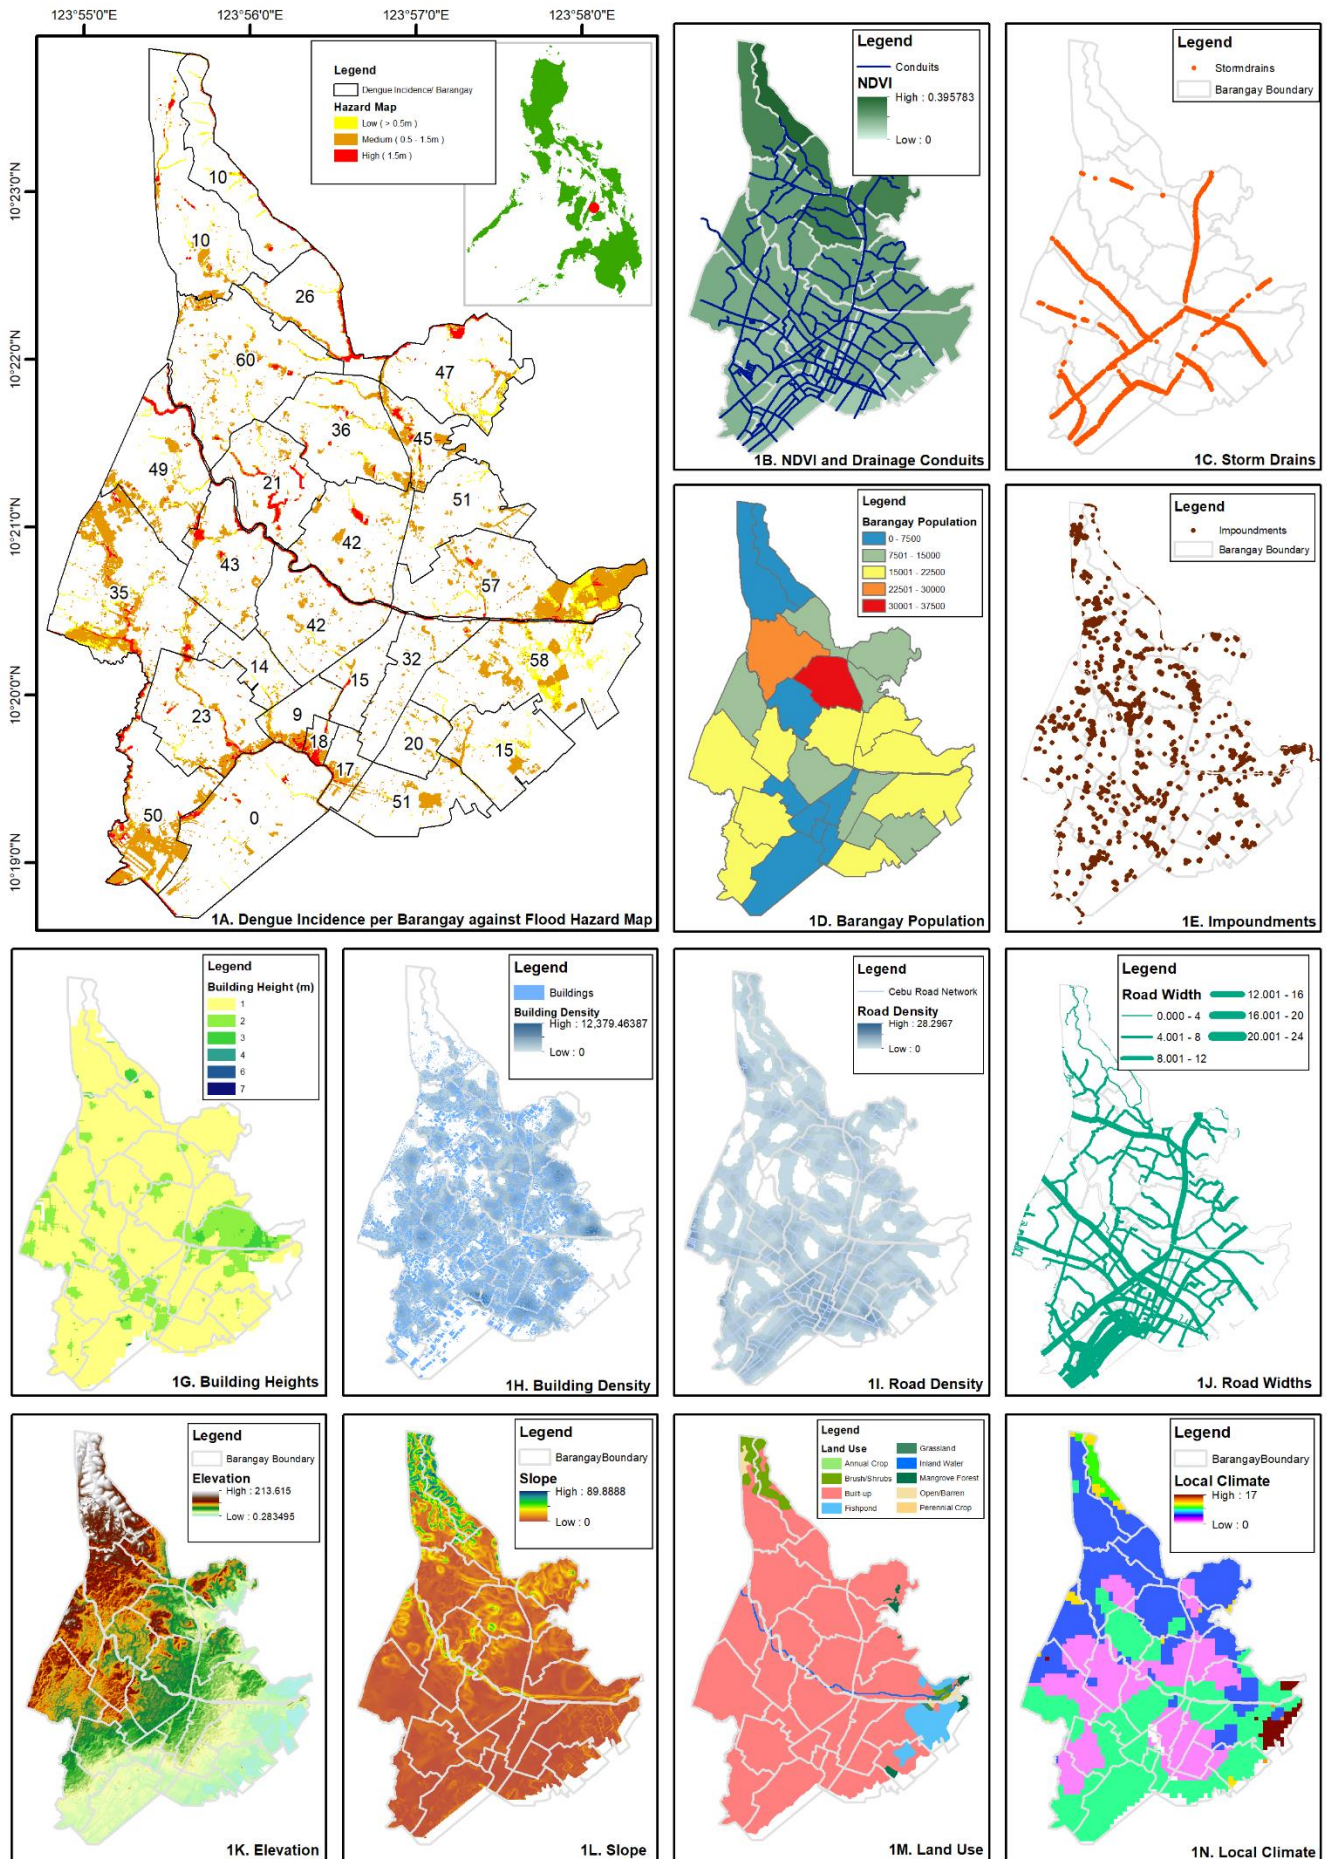 123°55'0"E
123°56'0"E
123°57'0"E
123°58'0"E
10°23'0"N
10°22'0"N
10°21'0"N
10°20'0"N
10°19'0"N
Legend
Dengue Incidence/ Barangay
Hazard Map
Low ( > 0.5m )
Medium ( 0.5 - 1.5m )
High ( 1.5m )
10
10
26
60
47
36
45
49
21
51
42
43
57
35
42
32
58
14
15
23
9
18
20
15
17
51
50
0
1A. Dengue Incidence per Barangay against Flood Hazard Map
Legend
Conduits
NDVI
High : 0.395783
Low : 0
1B. NDVI and Drainage Conduits
Legend
Stormdrains
Barangay Boundary
1C. Storm Drains
Legend
Barangay Population
0 - 7500
7501 - 15000
15001 - 22500
22501 - 30000
30001 - 37500
1D. Barangay Population
Legend
Impoundments
Barangay Boundary
1E. Impoundments
Legend
Building Height (m)
1
2
3
4
6
7
1G. Building Heights
Legend
Buildings
Building Density
High : 12,379.46387
Low : 0
1H. Building Density
Legend
Cebu Road Network
Road Density
High : 28.2967
Low : 0
1I. Road Density
Legend
Road Width
0.000 - 4
4.001 - 8
8.001 - 12
12.001 - 16
16.001 - 20
20.001 - 24
1J. Road Widths
Legend
Barangay Boundary
Elevation
High : 213.615
Low : 0.283495
1K. Elevation
Legend
BarangayBoundary
Slope
High : 89.8888
Low : 0
1L. Slope
Legend
Land Use
Annual Crop
Brush/Shrubs
Built-up
Fishpond
Grassland
Inland Water
Mangrove Forest
Open/Barren
Perennial Crop
1M. Land Use
Legend
BarangayBoundary
Local Climate
High : 17
Low : 0
1N. Local Climate